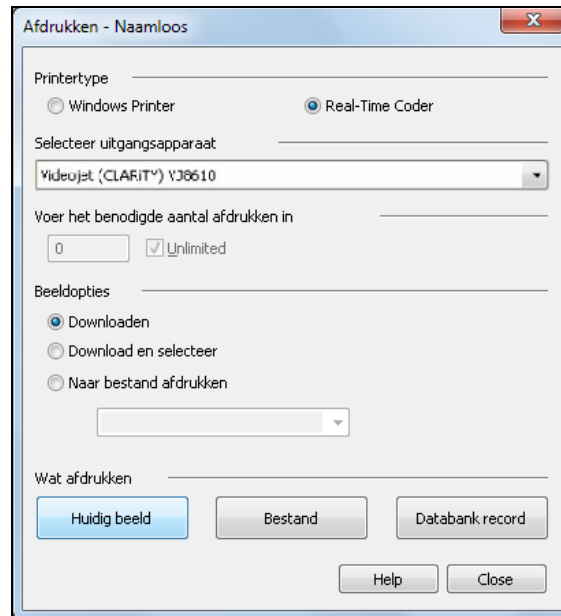 Afdrukken - Naamloos
Printertype
Windows Printer
Real-Time Coder
Selecteer uitgangsapparaat
Videojet (CLARiTY) VJ8610
Voer het benodigde aantal afdrukken in
0
Unlimited
Beeldopties
Downloaden
Download en selecteer
Naar bestand afdrukken
Wat afdrukken
Huidig beeld
Bestand
Databank record
Help
Close